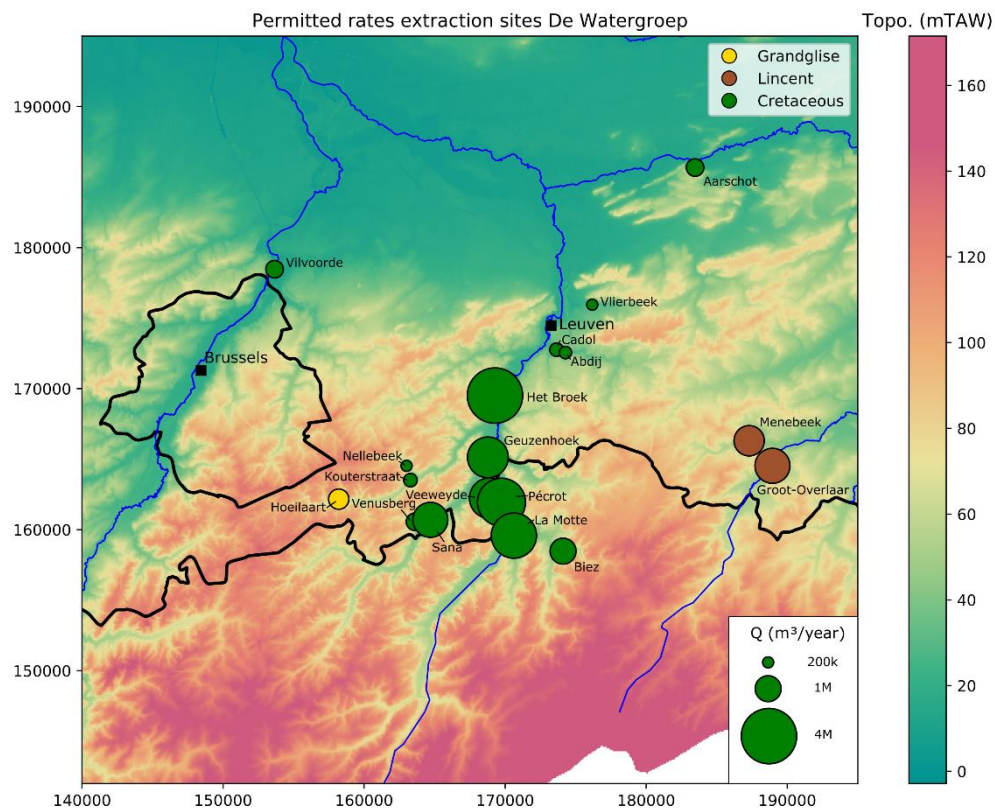 Permitted rates extraction sites De Watergroep
Topo. (mTAW)
Grandglise
Lincent
Cretaceous
190000
180000
170000
160000
150000
140000
150000
160000
170000
180000
190000
160
140
120
100
80
60
40
20
0
Aarschot
Vilvoorde
Vlierbeek
Leuven
Cadol
Abdij
Brussels
Het Broek
Menebeek
Geuzenhoek
Nellebeek
Kouterstraat
Groot-Overlaar
Veeweyde
Pécrot
Venusberg
Hoeilaart
La Motte
Sana
Biez
Q (m³/year)
200k
1M
4M